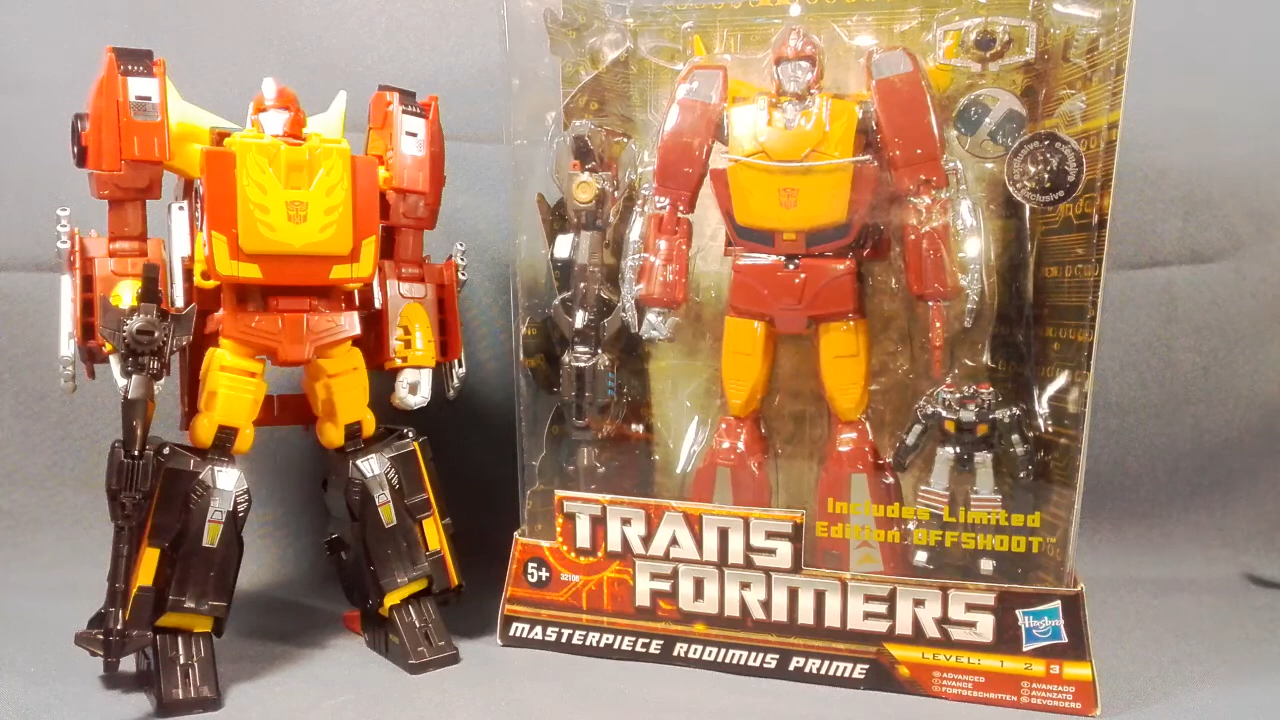 exclusive
exclusive
exclusive
Includes Limited
Edition OFFSHOOT™
TRANS
FORMERS
5+
Hasbro
MASTERPIECE RODIMUS PRIME
LEVEL: 1 2 3
ADVANCED
AVANCE
FORTGESCHRITTEN
AVANZADO
AVANZATO
GEVORDERD